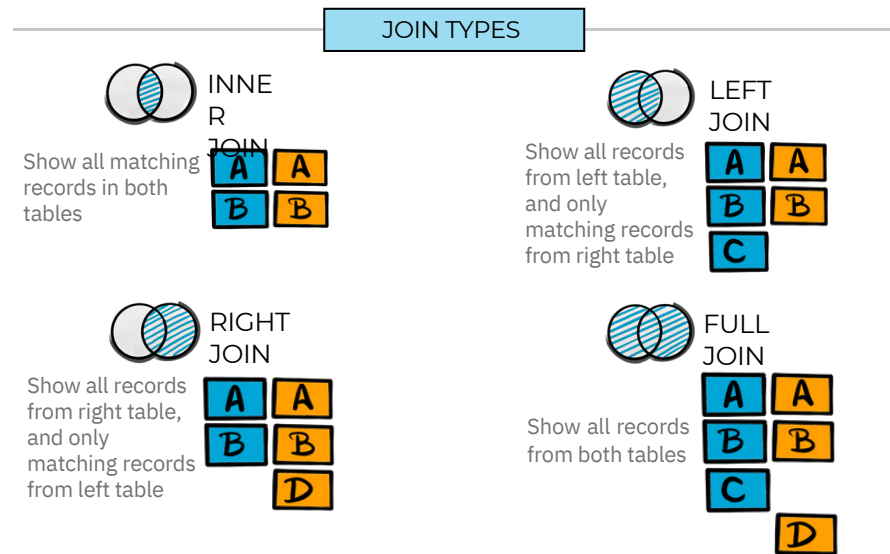 JOIN TYPES
INNE
R
JOIN
Show all matching
records in both
tables
A A
B B
LEFT
JOIN
Show all records
from left table,
and only
matching records
from right table
A A
B B
C
RIGHT
JOIN
Show all records
from right table,
and only
matching records
from left table
A A
B B
D
FULL
JOIN
Show all records
from both tables
A A
B B
C
D